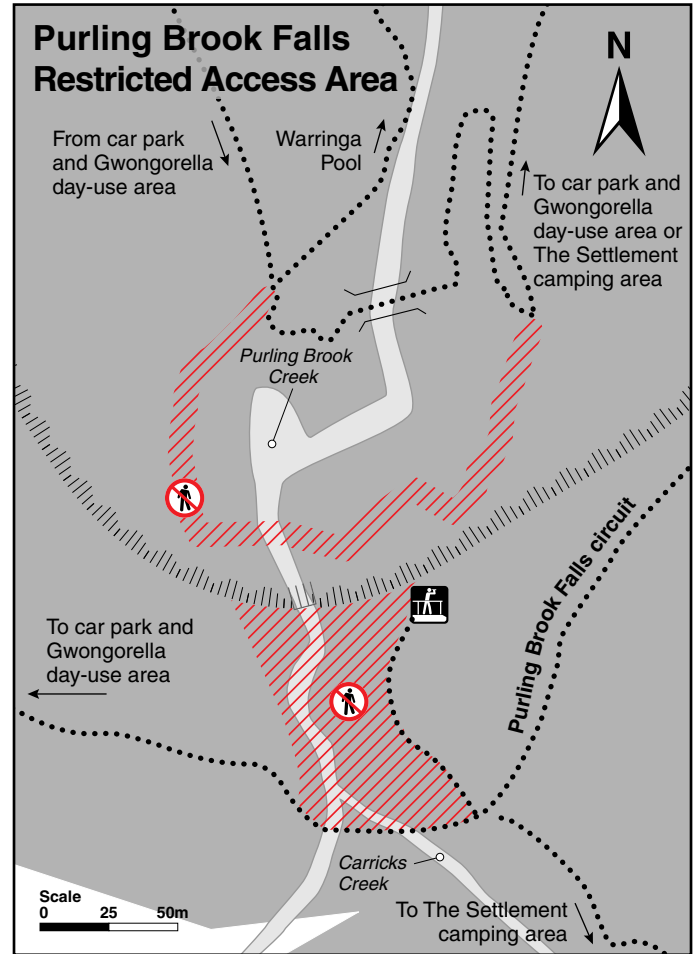 Purling Brook Falls
Restricted Access Area
N
From car park
and Gwongorella
day-use area
Warringa
Pool
To car park and
Gwongorella
day-use area or
The Settlement
camping area
Purling Brook
Creek
Purling Brook Falls circuit
To car park and
Gwongorella
day-use area
Carricks
Creek
Scale
0 25 50m
To The Settlement
camping area